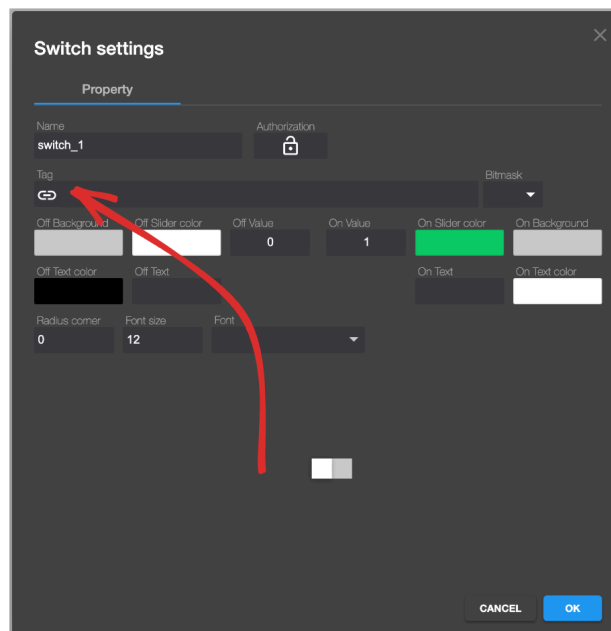 Switch settings
Property
Name Authorization
switch_1
Tag Bitmask
Off Background Off Slider color Off Value On Value On Slider color On Background
0 1
Off Text color Off Text On Text On Text color
Radius corner Font size Font
0 12
CANCEL OK